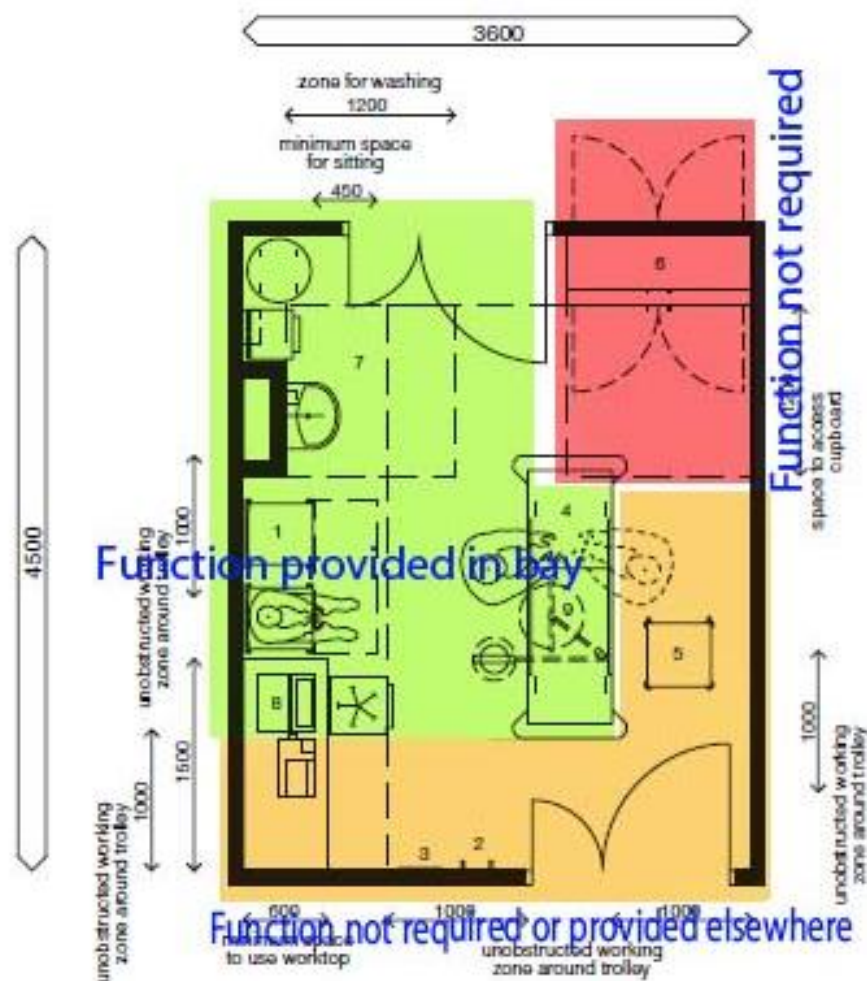 3600
zone for washing
1200
minimum space
for sitting
450
Function not required
6
7
space to access
cupboard
4500
1000
unobstructed working
zone around trolley
1
4
Function provided in bay
5
8
1500
1000
unobstructed working
zone around trolley
1000
unobstructed working
zone around trolley
3
2
600
1000
1000
Function not required or provided elsewhere
minimum space
to use worktop
unobstructed working
zone around trolley